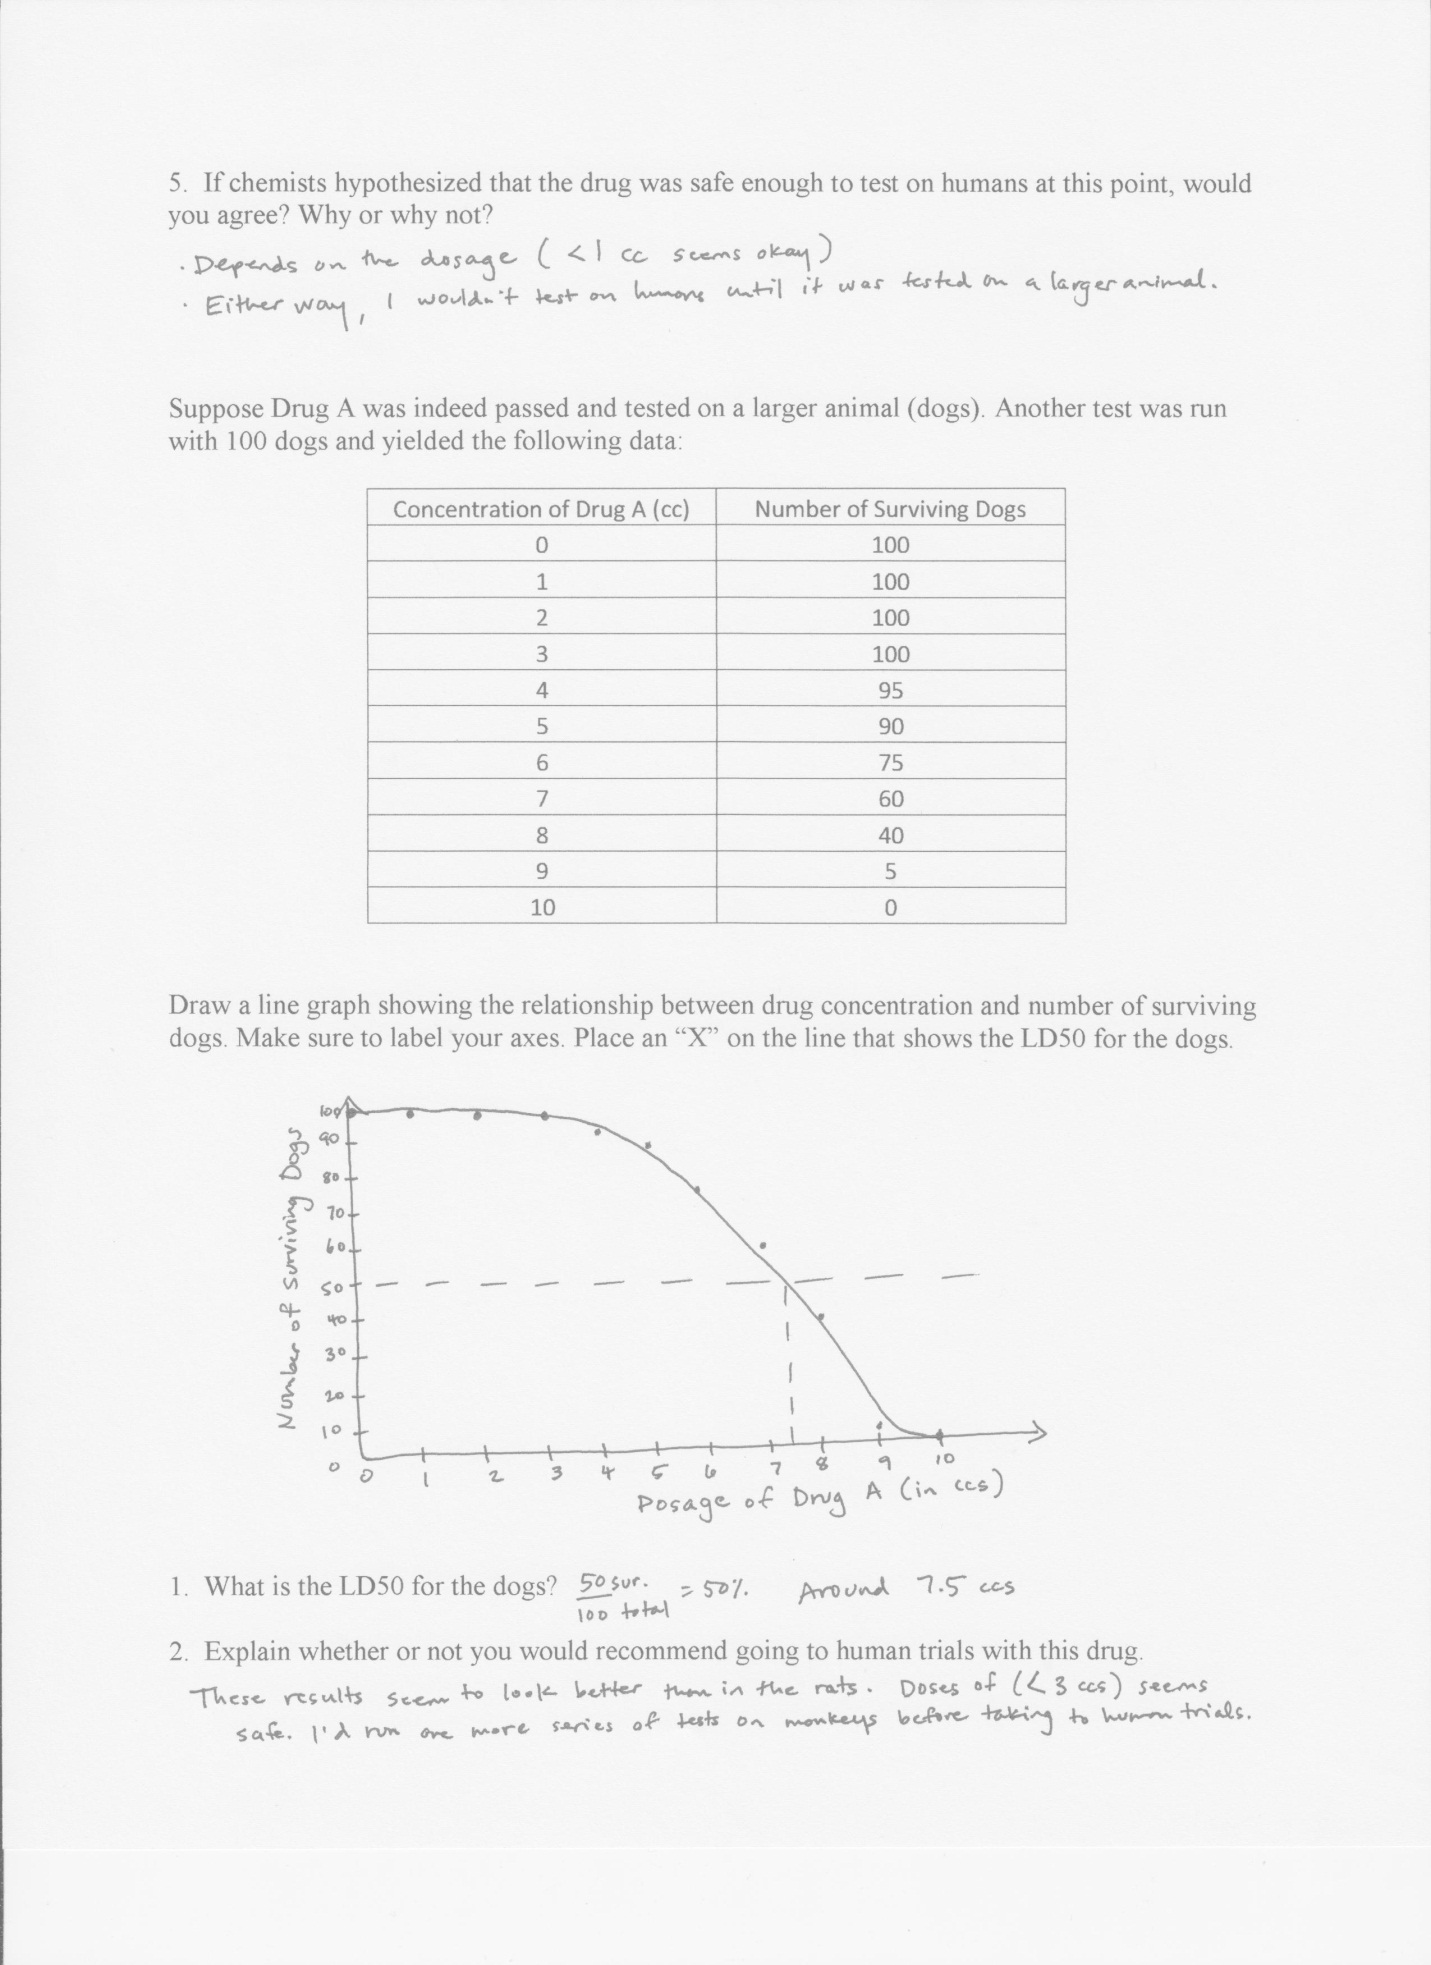 5. If chemists hypothesized that the drug was safe enough to test on humans at this point, would
you agree? Why or why not?
· Depends on the dosage ( <1 cc seems okay)
· Either way, I wouldn't test on humans until it was tested on a larger animal.
Suppose Drug A was indeed passed and tested on a larger animal (dogs). Another test was run
with 100 dogs and yielded the following data:
Concentration of Drug A (cc) Number of Surviving Dogs
0 100
1 100
2 100
3 100
4 95
5 90
6 75
7 60
8 40
9 5
10 0
Draw a line graph showing the relationship between drug concentration and number of surviving
dogs. Make sure to label your axes. Place an “X” on the line that shows the LD50 for the dogs.
Number of Surviving Dogs
100
90
80
70
60
50
40
30
20
10
0
0 1 2 3 4 5 6 7 8 9 10
Dosage of Drug A (in ccs)
1. What is the LD50 for the dogs? 50 sur. / 100 total = 50% Around 7.5 ccs
2. Explain whether or not you would recommend going to human trials with this drug.
These results seem to look better than in the rats. Doses of (< 3 ccs) seems
safe. I'd run one more series of tests on monkeys before taking to human trials.